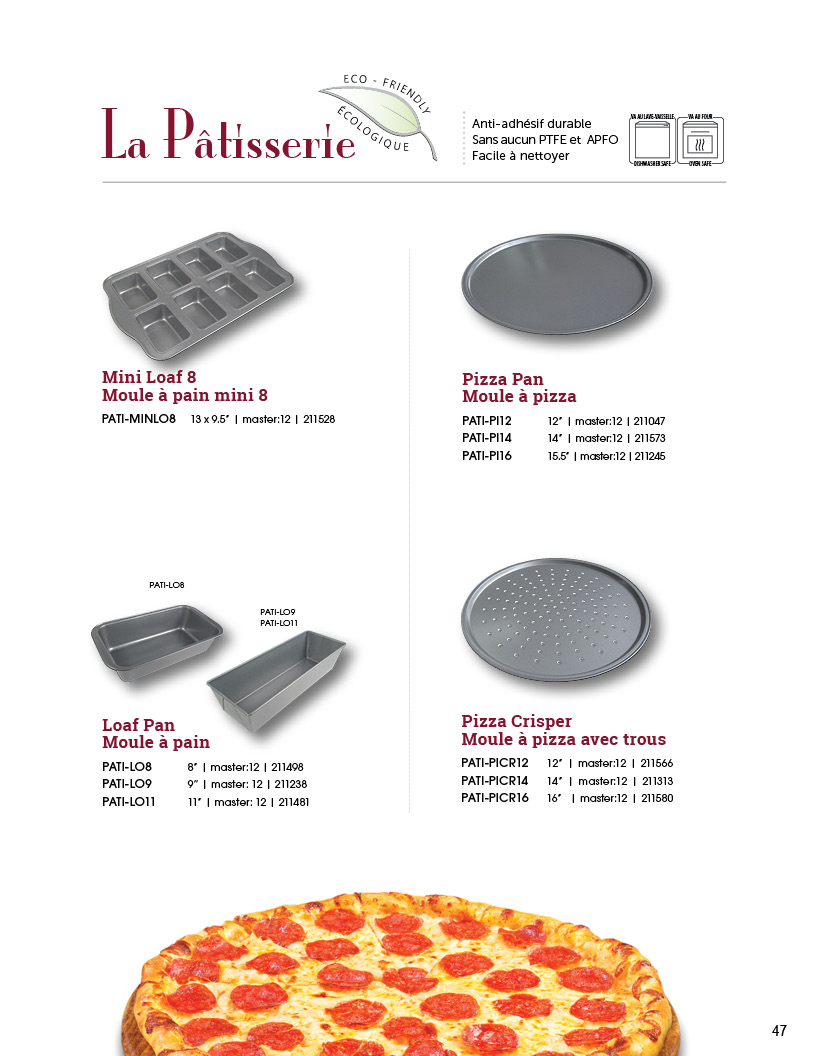 La Pâtisserie
ECO - FRIENDLY
ÉCOLOGIQUE
Anti-adhésif durable
Sans aucun PTFE et APFO
Facile à nettoyer
VA AU LAVE-VAISSELLE
DISHWASHER SAFE
VA AU FOUR
OVEN SAFE
Mini Loaf 8
Moule à pain mini 8
PATI-MINLO8 13 x 9.5” | master:12 | 211528
Pizza Pan
Moule à pizza
PATI-PI12 12” | master:12 | 211047
PATI-PI14 14” | master:12 | 211573
PATI-PI16 15.5” | master:12 | 211245
PATI-LO8
PATI-LO9
PATI-LO11
Loaf Pan
Moule à pain
PATI-LO8 8” | master:12 | 211498
PATI-LO9 9” | master: 12 | 211238
PATI-LO11 11” | master: 12 | 211481
Pizza Crisper
Moule à pizza avec trous
PATI-PICR12 12” | master:12 | 211566
PATI-PICR14 14” | master:12 | 211313
PATI-PICR16 16” | master:12 | 211580
47